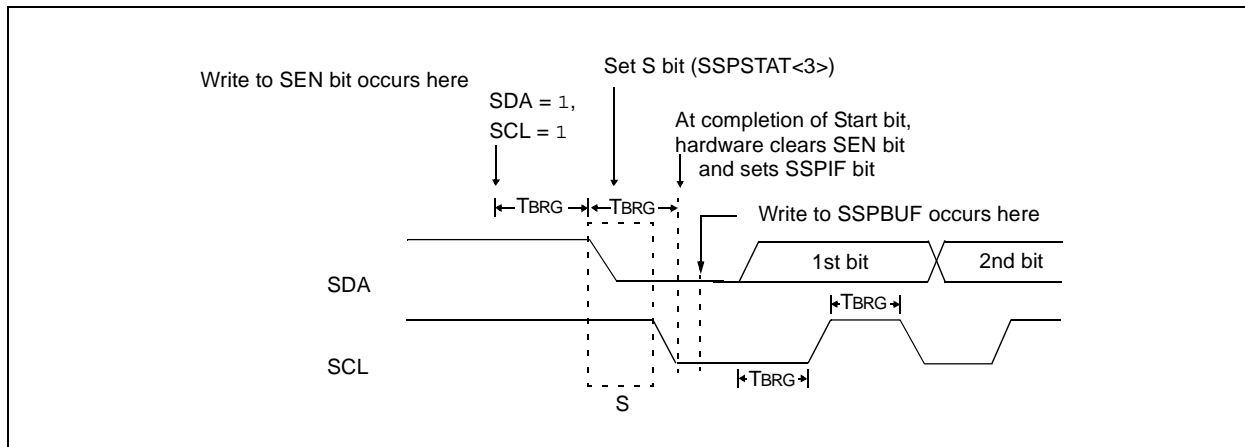 Write to SEN bit occurs here
Set S bit (SSPSTAT<3>)
SDA = 1,
SCL = 1
At completion of Start bit,
hardware clears SEN bit
and sets SSPIF bit
TBRG
TBRG
Write to SSPBUF occurs here
SDA
1st bit
2nd bit
TBRG
SCL
TBRG
S